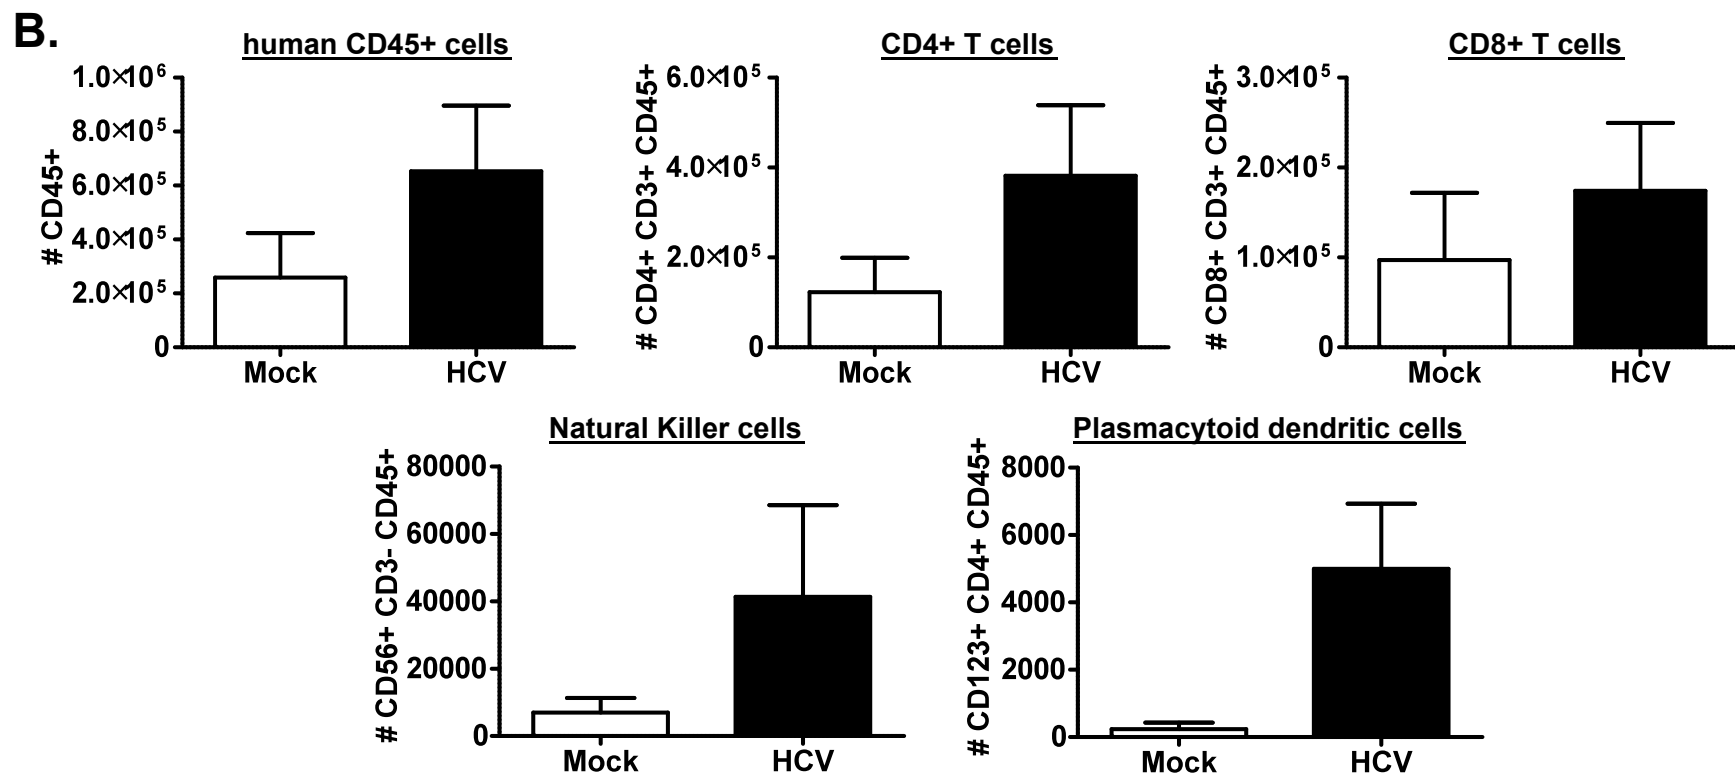 B.
human CD45+ cells
# CD45+
1.0×10⁶
8.0×10⁵
6.0×10⁵
4.0×10⁵
2.0×10⁵
0
Mock HCV
CD4+ T cells
# CD4+ CD3+ CD45+
6.0×10⁵
4.0×10⁵
2.0×10⁵
0
Mock HCV
CD8+ T cells
# CD8+ CD3+ CD45+
3.0×10⁵
2.0×10⁵
1.0×10⁵
0
Mock HCV
Natural Killer cells
# CD56+ CD3- CD45+
80000
60000
40000
20000
0
Mock HCV
Plasmacytoid dendritic cells
# CD123+ CD4+ CD45+
8000
6000
4000
2000
0
Mock HCV